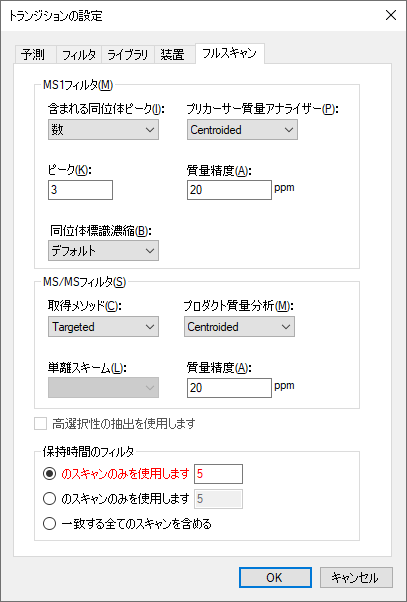 トランジションの設定
予測 フィルタ ライブラリ 装置 フルスキャン
MS1フィルタ(M)
含まれる同位体ピーク(I): プリカーサー質量アナライザー(P):
数 Centroided
ピーク(K): 質量精度(A):
3 20 ppm
同位体標識濃縮(B):
デフォルト
MS/MSフィルタ(S)
取得メソッド(C): プロダクト質量分析(M):
Targeted Centroided
単離スキーム(L): 質量精度(A):
20 ppm
高選択性の抽出を使用します
保持時間のフィルタ
のスキャンのみを使用します 5
のスキャンのみを使用します 5
一致する全てのスキャンを含める
OK キャンセル